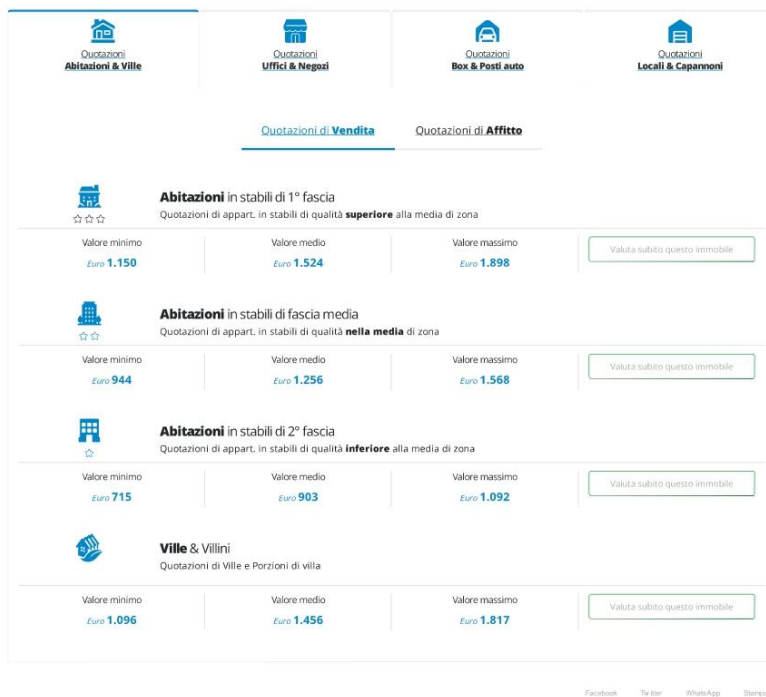 Quotazioni
Abitazioni & Ville
Quotazioni
Uffici & Negozi
Quotazioni
Box & Posti auto
Quotazioni
Locali & Capannoni
Quotazioni di Vendita
Quotazioni di Affitto
Abitazioni in stabili di 1° fascia
Quotazioni di appart. in stabili di qualità superiore alla media di zona
Valore minimo
Euro 1.150
Valore medio
Euro 1.524
Valore massimo
Euro 1.898
Valuta subito questo immobile
Abitazioni in stabili di fascia media
Quotazioni di appart. in stabili di qualità nella media di zona
Valore minimo
Euro 944
Valore medio
Euro 1.256
Valore massimo
Euro 1.568
Valuta subito questo immobile
Abitazioni in stabili di 2° fascia
Quotazioni di appart. in stabili di qualità inferiore alla media di zona
Valore minimo
Euro 715
Valore medio
Euro 903
Valore massimo
Euro 1.092
Valuta subito questo immobile
Ville & Villini
Quotazioni di Ville e Porzioni di villa
Valore minimo
Euro 1.096
Valore medio
Euro 1.456
Valore massimo
Euro 1.817
Valuta subito questo immobile
Facebook
Twitter
WhatsApp